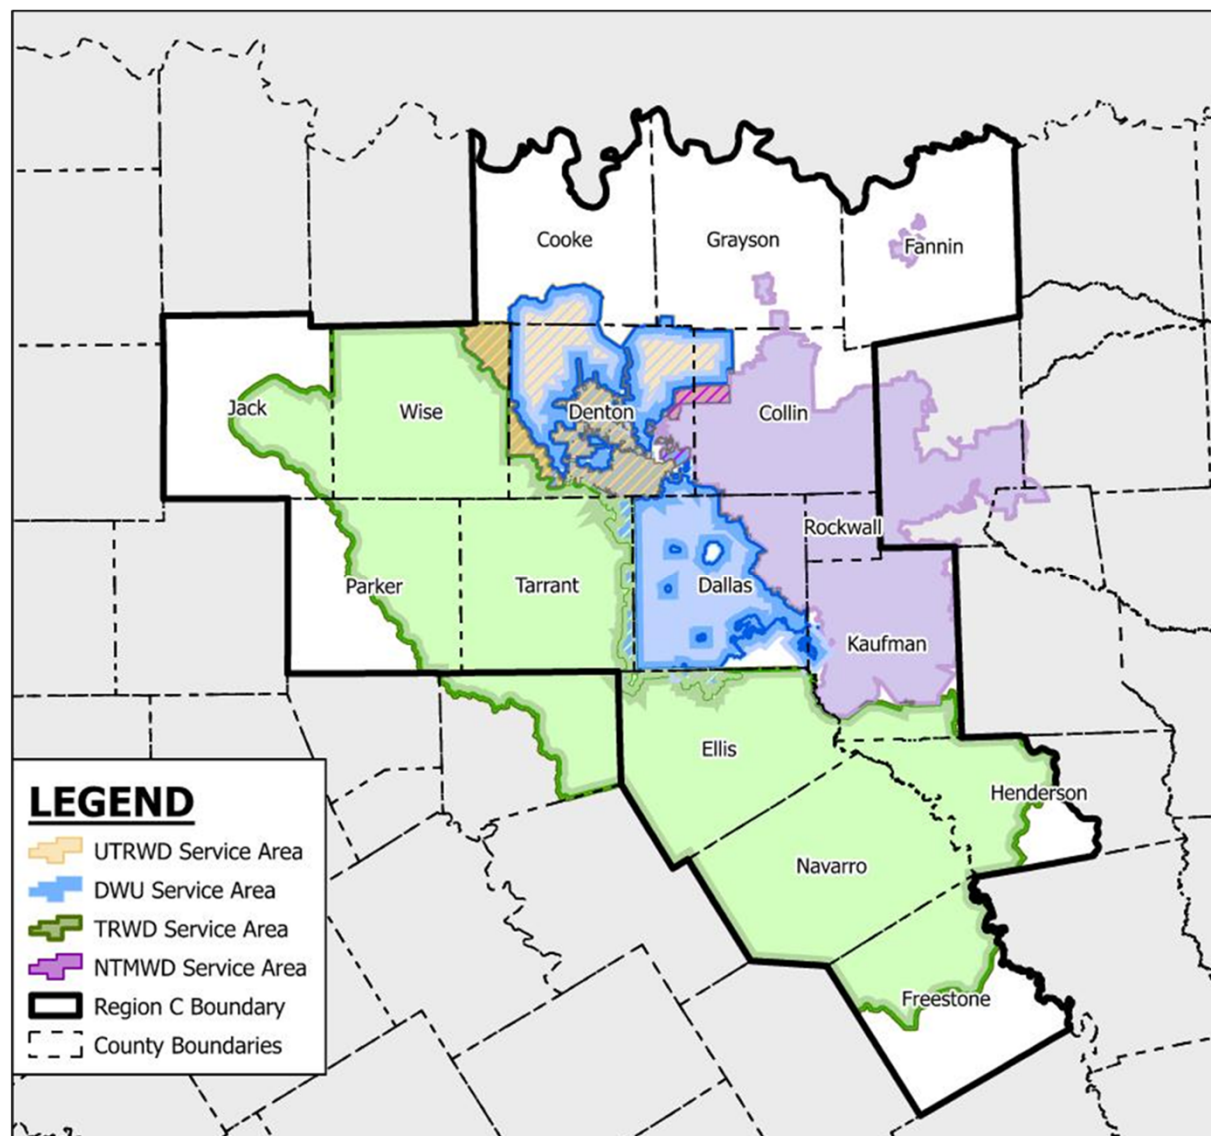 Cooke
Grayson
Fannin
Jack
Wise
Denton
Collin
Rockwall
Parker
Tarrant
Dallas
Kaufman
Ellis
Henderson
Navarro
Freestone
LEGEND
UTRWD Service Area
DWU Service Area
TRWD Service Area
NTMWD Service Area
Region C Boundary
County Boundaries